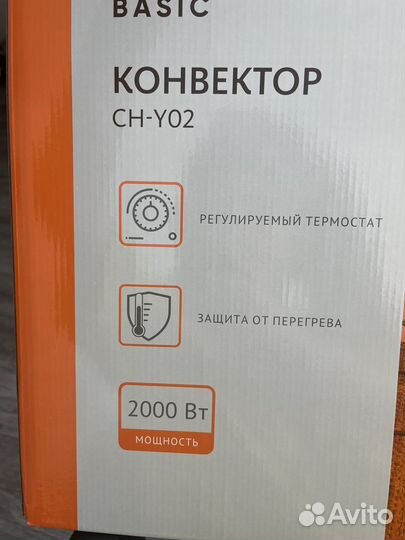 BASIC
КОНВЕКТОР
CH-Y02
РЕГУЛИРУЕМЫЙ ТЕРМОСТАТ
ЗАЩИТА ОТ ПЕРЕГРЕВА
2000 Вт
МОЩНОСТЬ
Avito